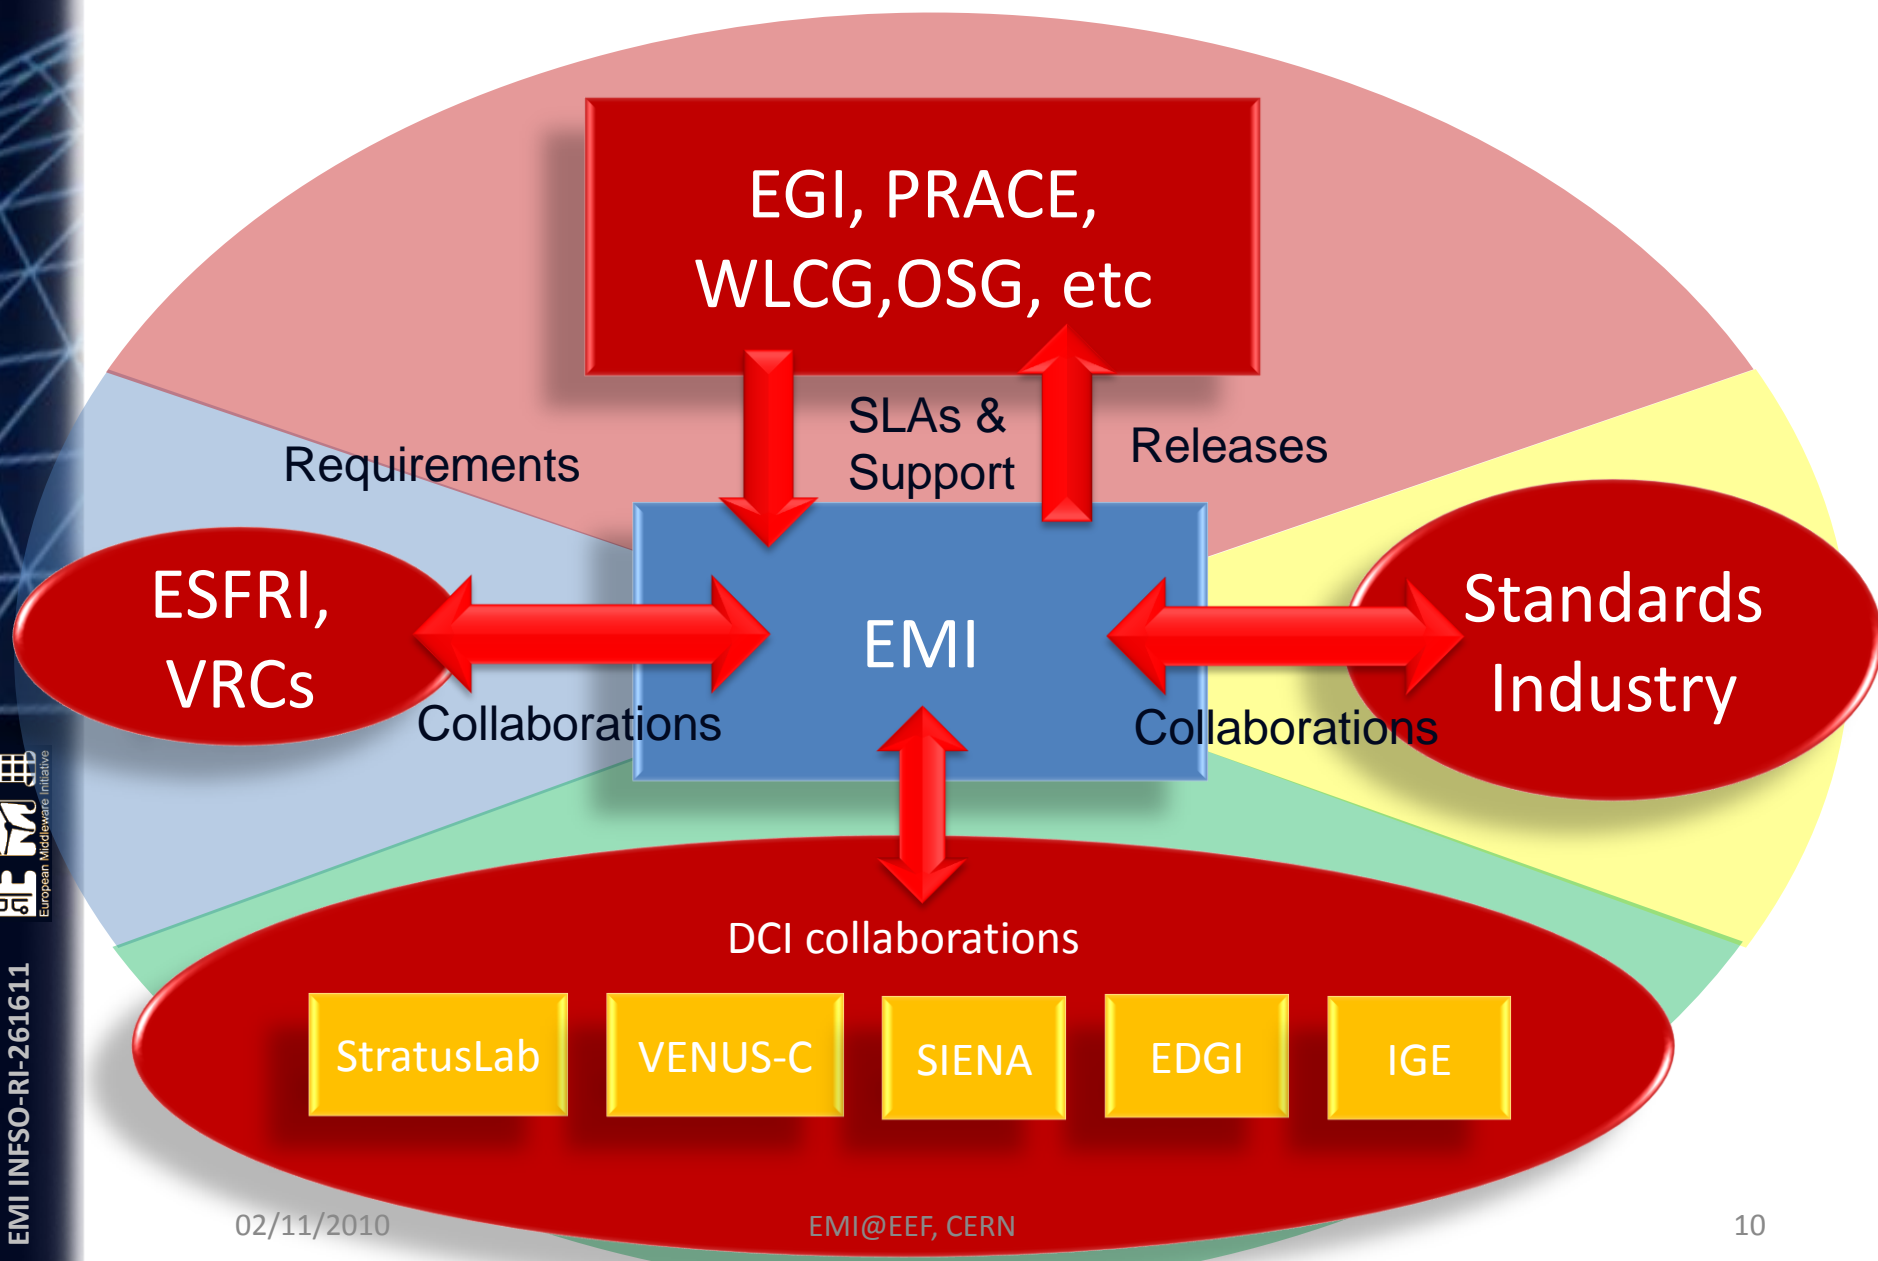 EGI, PRACE,
WLCG,OSG, etc
SLAs &
Support
Releases
Requirements
ESFRI,
VRCs
EMI
Standards
Industry
Collaborations
Collaborations
DCI collaborations
StratusLab
VENUS-C
SIENA
EDGI
IGE
EMI
European Middleware Initiative
EMI INFSO-RI-261611
02/11/2010
EMI@EEF, CERN
10